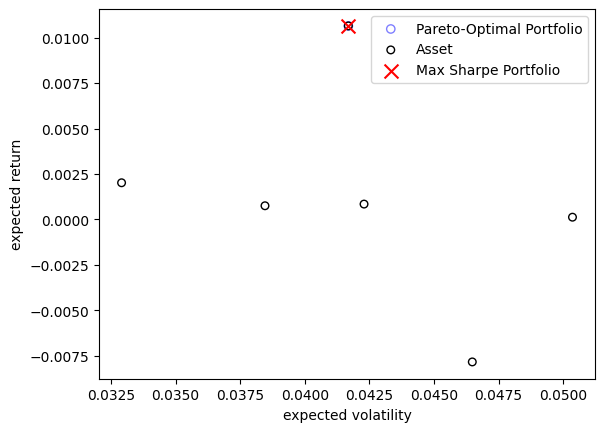 Pareto-Optimal Portfolio
Asset
Max Sharpe Portfolio
0.0100
0.0075
0.0050
0.0025
0.0000
−0.0025
−0.0050
−0.0075
expected return
0.0325 0.0350 0.0375 0.0400 0.0425 0.0450 0.0475 0.0500
expected volatility